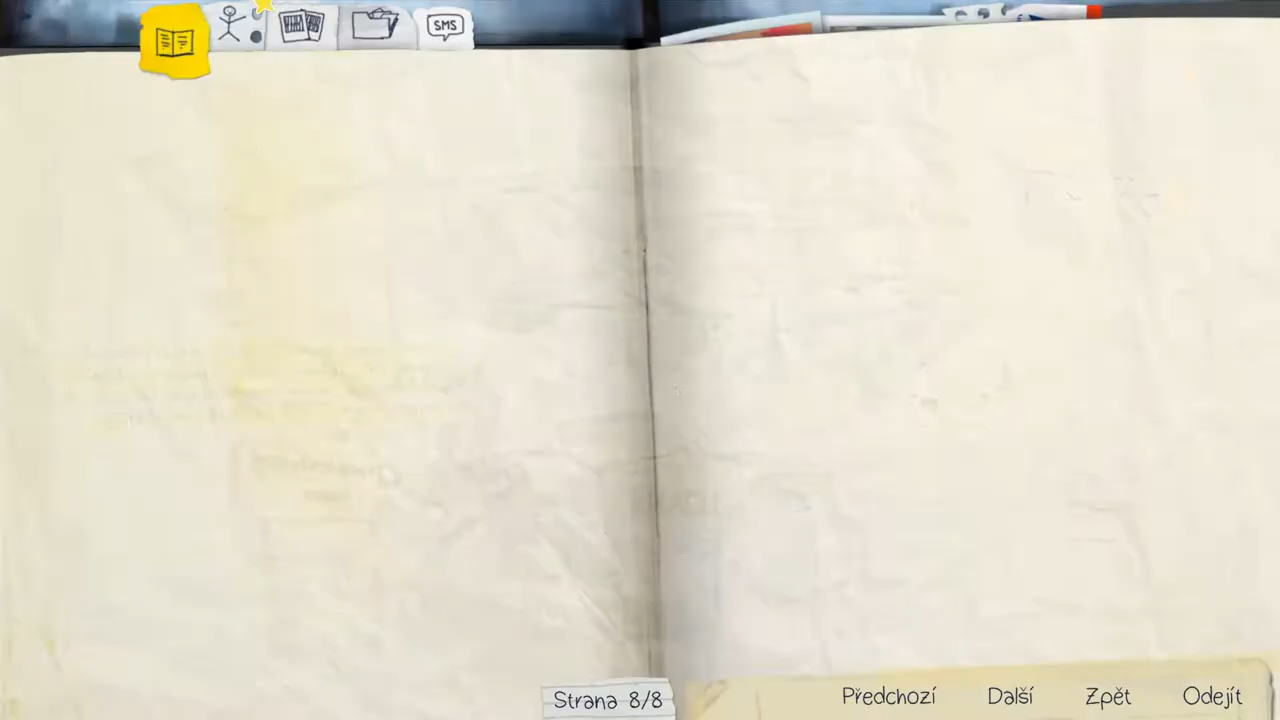 SMS
Strana 8/8
Předchozí
Další
Zpět
Odejít